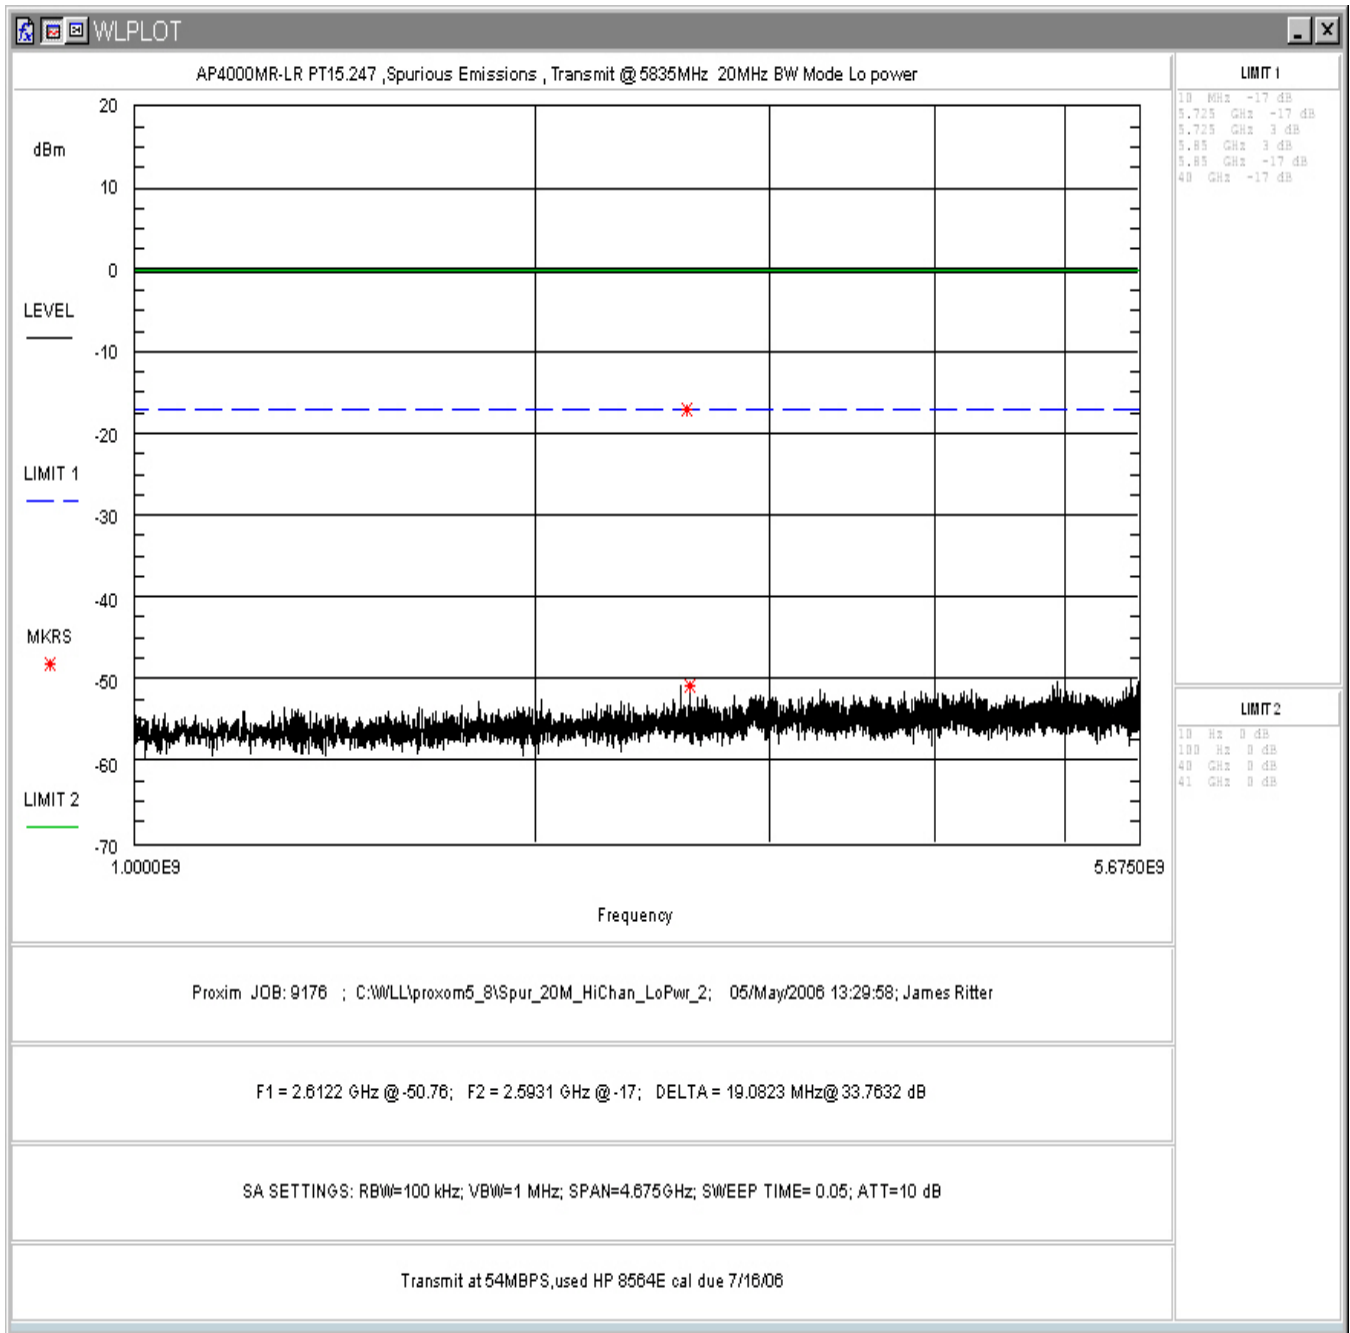 WLPLOT
AP4000MR-LR PT15.247 ,Spurious Emissions , Transmit @ 5835MHz 20MHz BW Mode Lo power
LIMIT 1
10 MHz -17 dB
5.725 GHz -17 dB
5.725 GHz 3 dB
5.85 GHz 3 dB
5.85 GHz -17 dB
40 GHz -17 dB
20
dBm
10
0
LEVEL
-10
-20
LIMIT 1
-30
-40
MKRS
-50
-60
LIMIT 2
-70
1.0000E9
5.6750E9
Frequency
LIMIT 2
10 Hz 0 dB
100 Hz 0 dB
40 GHz 0 dB
41 GHz 0 dB
Proxim JOB: 9176 ; C:\WLL\proxom5_8\Spur_20M_HiChan_LoPwr_2; 05/May/2006 13:29:58; James Ritter
F1 = 2.6122 GHz @ -50.76; F2 = 2.5931 GHz @ -17; DELTA = 19.0823 MHz@ 33.7632 dB
SA SETTINGS: RBW=100 kHz; VBW=1 MHz; SPAN=4.675GHz; SWEEP TIME= 0.05; ATT=10 dB
Transmit at 54MBPS,used HP 8564E cal due 7/16/06